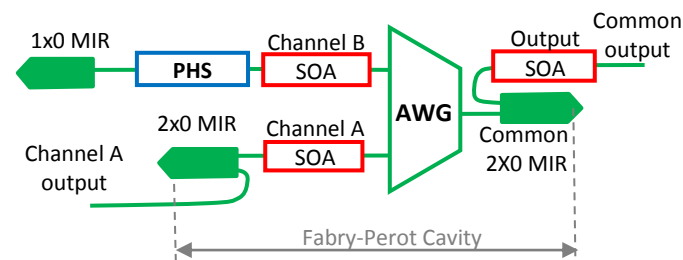 1x0 MIR
PHS
Channel B
SOA
AWG
Output
SOA
Common
output
2x0 MIR
Channel A
SOA
Common
2X0 MIR
Channel A
output
Fabry-Perot Cavity